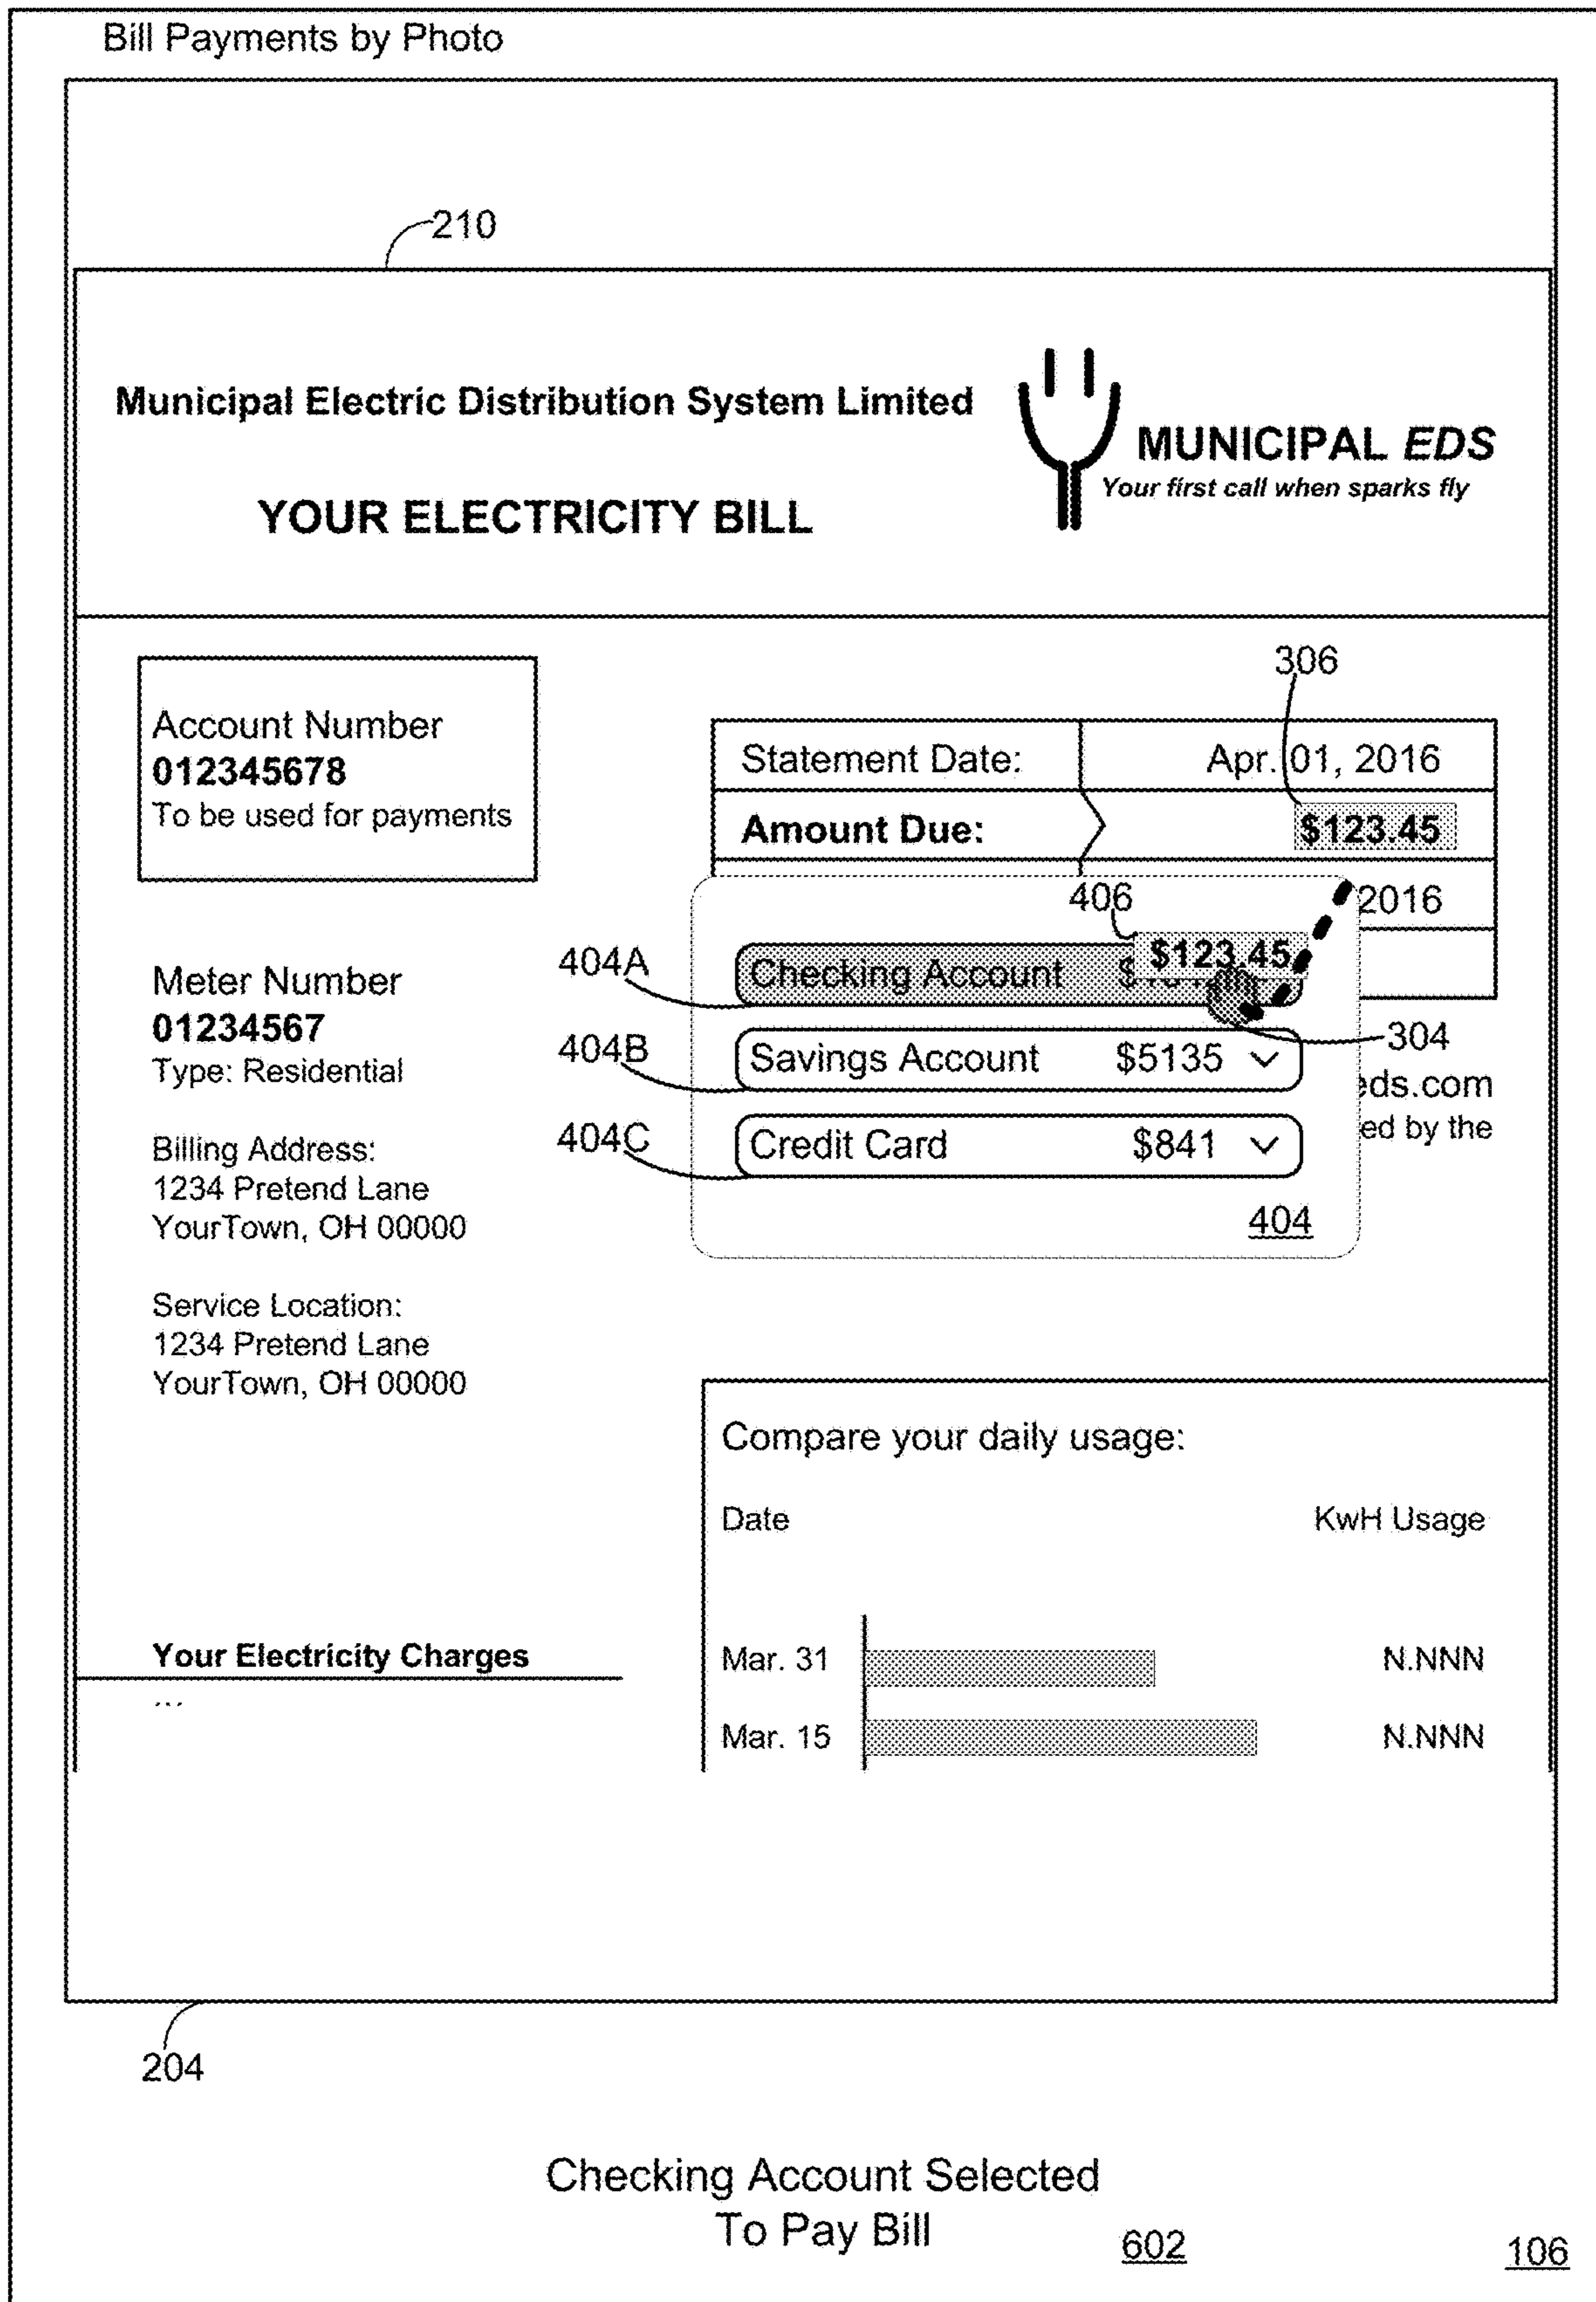 Bill Payments by Photo
210
Municipal Electric Distribution System Limited
MUNICIPAL EDS
Your first call when sparks fly
YOUR ELECTRICITY BILL
306
Account Number
012345678
To be used for payments
Statement Date: Apr. 01, 2016
Amount Due: $123.45
2016
406
$123.45
404A
Checking Account $
304
Meter Number
01234567
Type: Residential
404B
Savings Account $5135
eds.com
404C
Credit Card $841
ed by the
404
Billing Address:
1234 Pretend Lane
YourTown, OH 00000
Service Location:
1234 Pretend Lane
YourTown, OH 00000
Compare your daily usage:
Date KwH Usage
Your Electricity Charges
...
Mar. 31 N.NNN
Mar. 15 N.NNN
204
Checking Account Selected
To Pay Bill
602
106